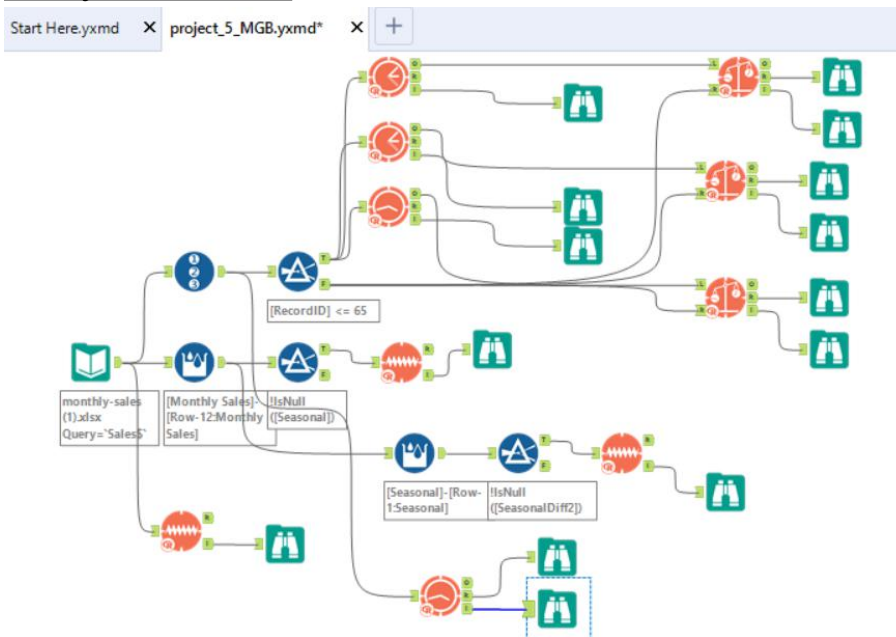 Start Here.yxmd X project_5_MGB.yxmd* X +
[RecordID] <= 65
monthly-sales
(1).xlsx
Query=`Sales$`
[Monthly Sales]-
[Row-12:Monthly
Sales]
!IsNull
([Seasonal])
[Seasonal]-[Row-
1:Seasonal]
!IsNull
([SeasonalDiff2])